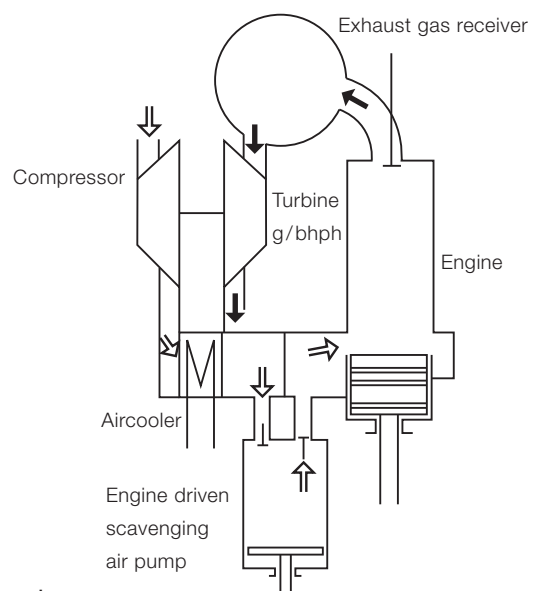 Exhaust gas receiver
Compressor
Turbine
g/bhph
Engine
Aircooler
Engine driven
scavenging
air pump